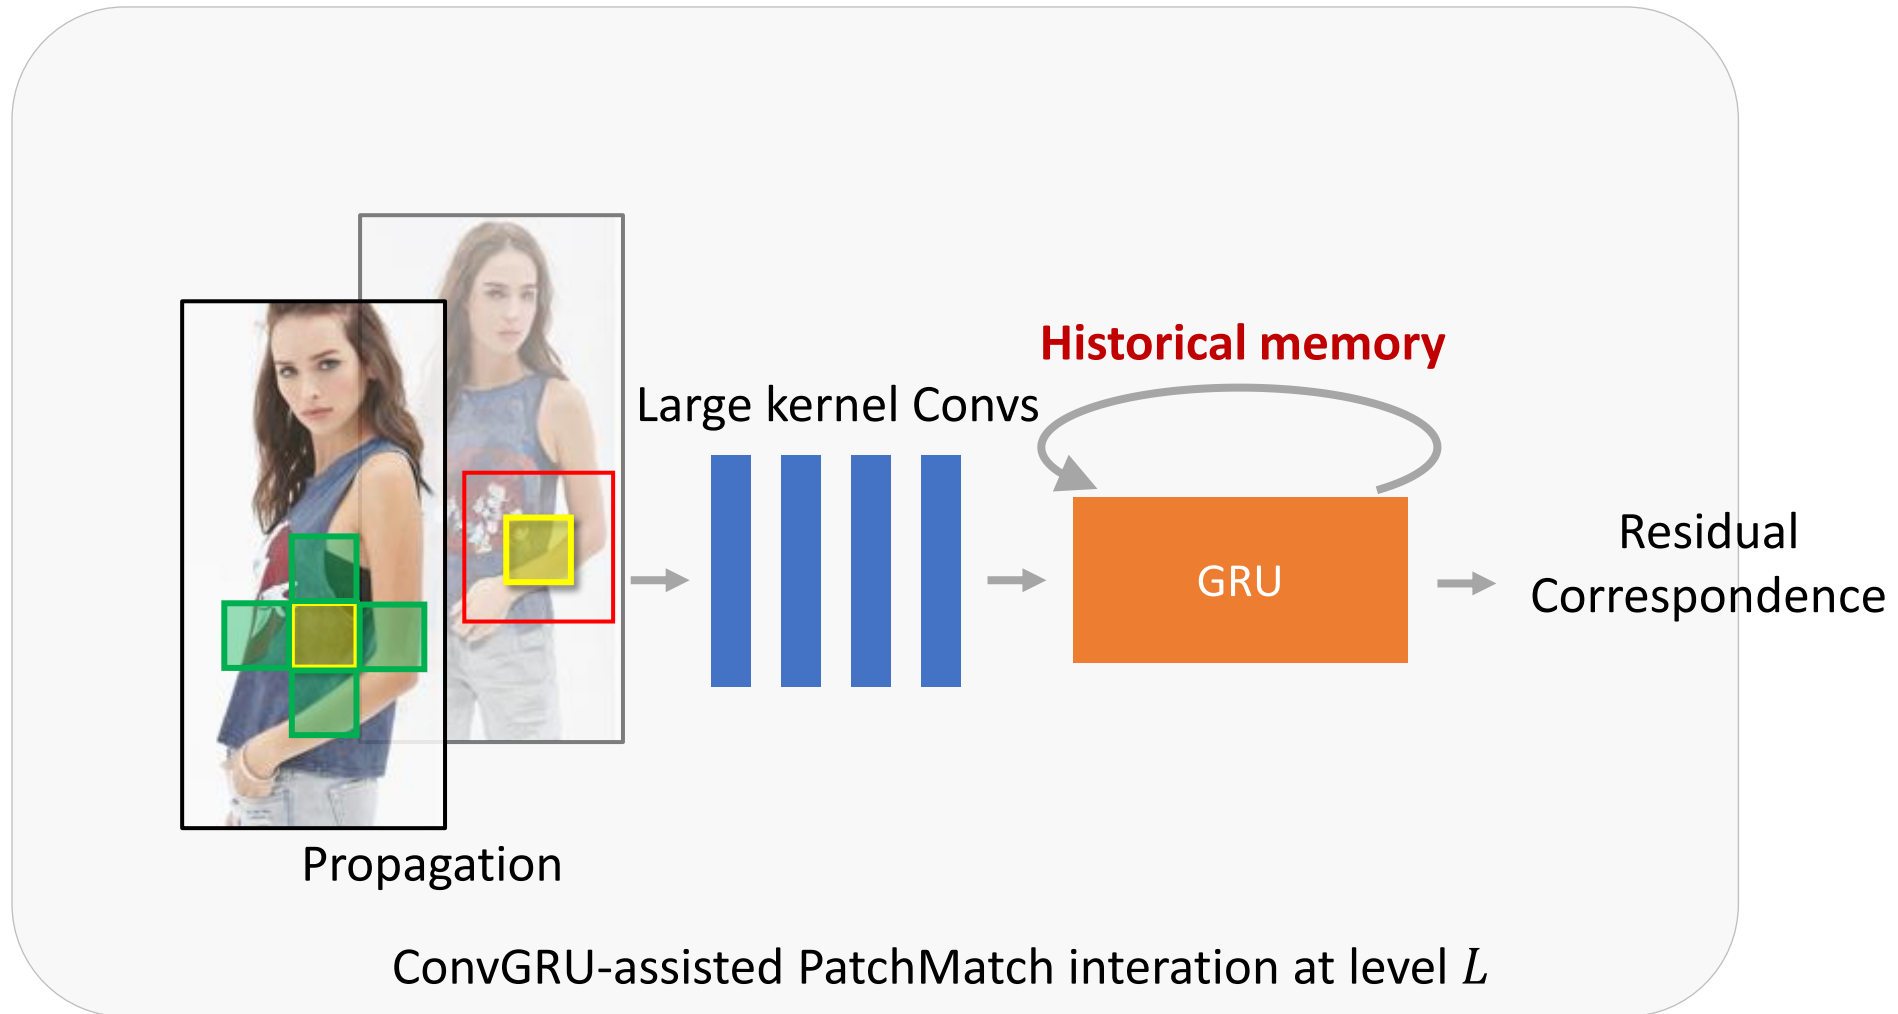 Historical memory
Large kernel Convs
GRU
Residual
Correspondence
Propagation
ConvGRU-assisted PatchMatch interation at level L